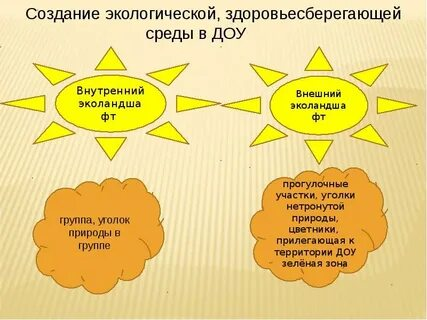 Создание экологической, здоровьесберегающей
среды в ДОУ
Внутренний
эколандша
фт
Внешний
эколандша
фт
группа, уголок
природы в
группе
прогулочные
участки, уголки
нетронутой
природы,
цветники,
прилегающая к
территории ДОУ
зелёная зона